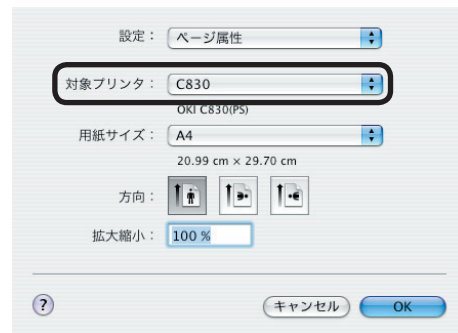 設定： ページ属性
対象プリンタ： C830
OKI C830(PS)
用紙サイズ： A4
20.99 cm × 29.70 cm
方向：
拡大縮小： 100 %
? キャンセル OK